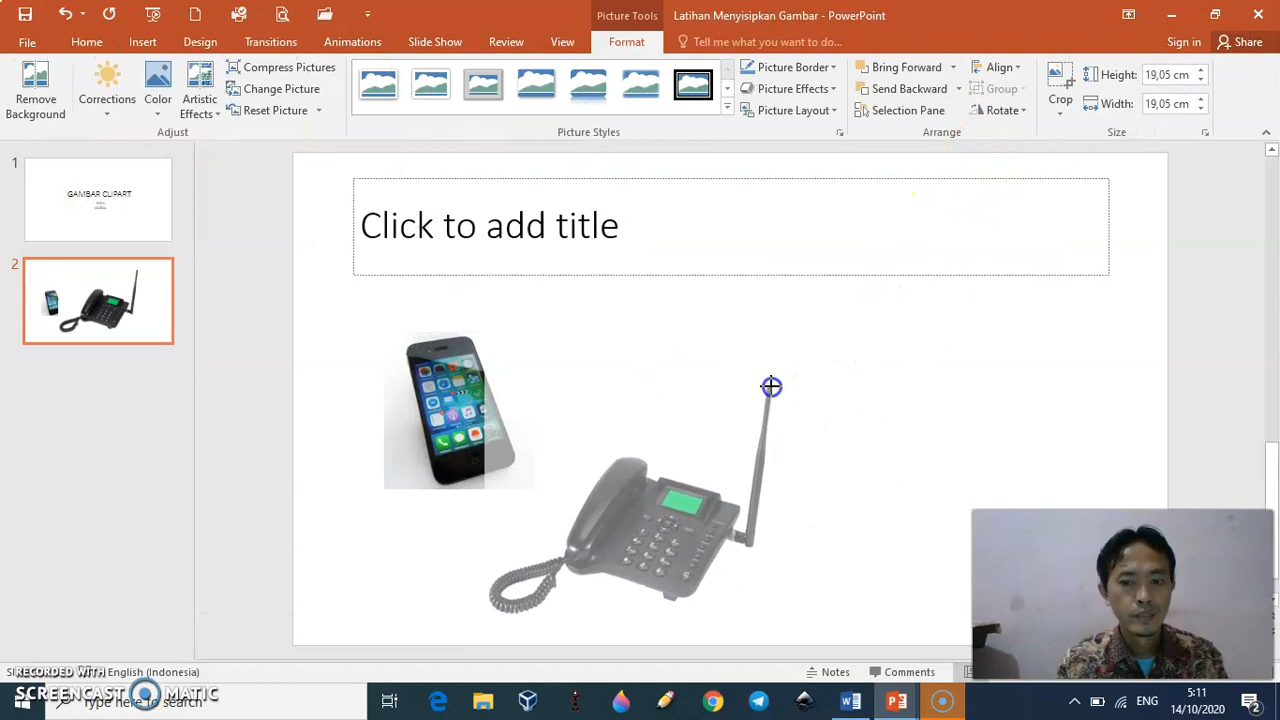 Picture Tools
Latihan Menyisipkan Gambar - PowerPoint
File
Home
Insert
Design
Transitions
Animations
Slide Show
Review
View
Format
Tell me what you want to do...
Sign in
Share
Remove
Background
Corrections
Color
Artistic
Effects
Compress Pictures
Change Picture
Reset Picture
Adjust
Picture Styles
Picture Border
Picture Effects
Picture Layout
Bring Forward
Send Backward
Selection Pane
Align
Group
Rotate
Arrange
Crop
Height: 19,05 cm
Width: 19,05 cm
Size
1
GAMBAR CLIPART
2
Click to add title
English (Indonesia)
Notes
Comments
RECORDED WITH
SCREENCAST MATIC
Type here to search
ENG
5:11
14/10/2020
2